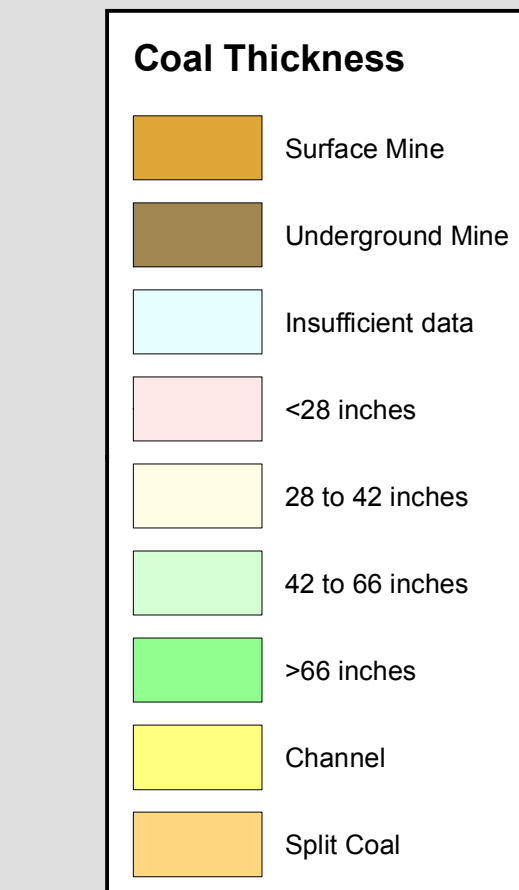 Coal Thickness
Surface Mine
Underground Mine
Insufficient data
<28 inches
28 to 42 inches
42 to 66 inches
>66 inches
Channel
Split Coal